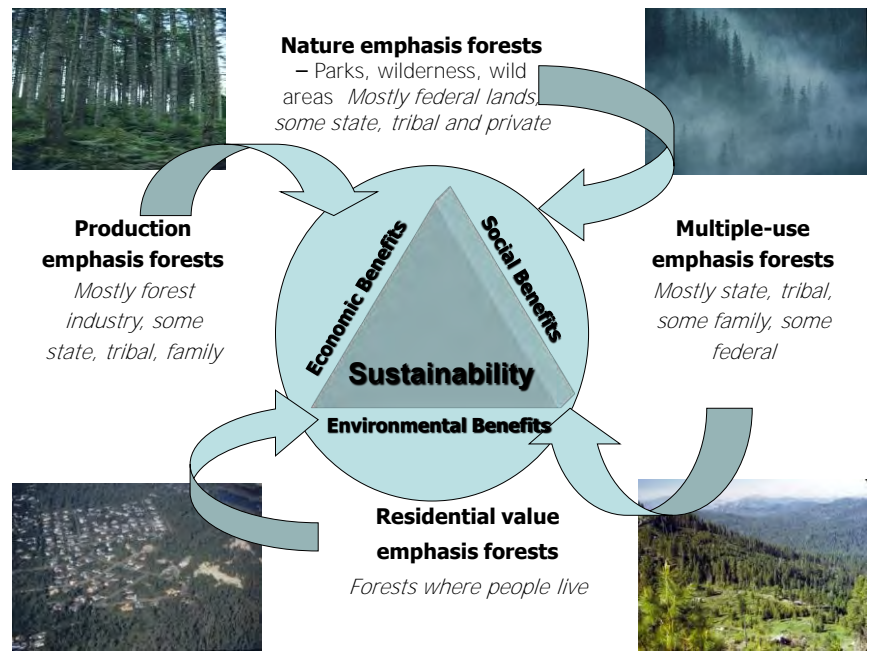 Nature emphasis forests
– Parks, wilderness, wild
areas Mostly federal lands,
some state, tribal and private
Production
emphasis forests
Mostly forest
industry, some
state, tribal, family
Economic Benefits
Social Benefits
Sustainability
Environmental Benefits
Multiple-use
emphasis forests
Mostly state, tribal,
some family, some
federal
Residential value
emphasis forests
Forests where people live